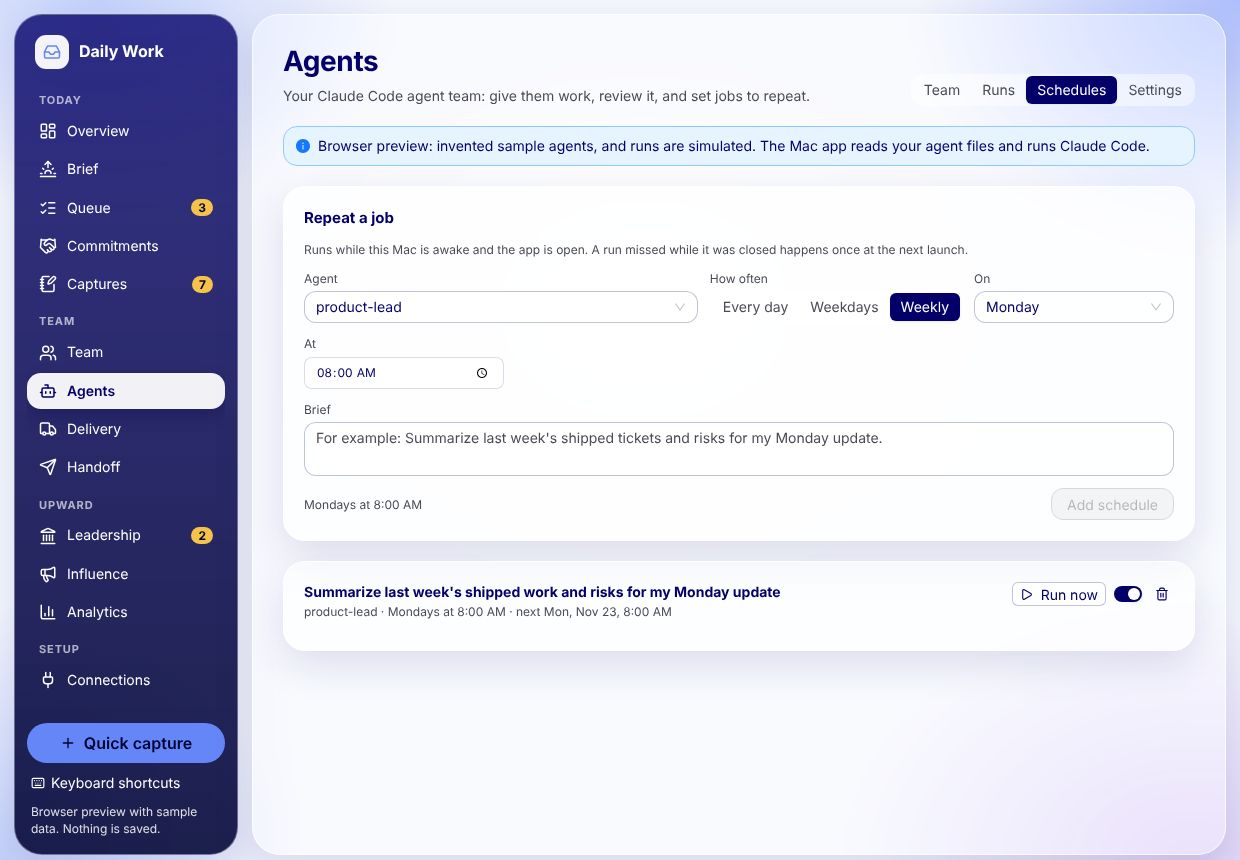 Daily Work
TODAY
Overview
Brief
Queue 3
Commitments
Captures 7
TEAM
Team
Agents
Delivery
Handoff
UPWARD
Leadership 2
Influence
Analytics
SETUP
Connections
Quick capture
Keyboard shortcuts
Browser preview with sample
data. Nothing is saved.
Agents
Your Claude Code agent team: give them work, review it, and set jobs to repeat.
Team Runs Schedules Settings
Browser preview: invented sample agents, and runs are simulated. The Mac app reads your agent files and runs Claude Code.
Repeat a job
Runs while this Mac is awake and the app is open. A run missed while it was closed happens once at the next launch.
Agent How often On
product-lead Every day Weekdays Weekly Monday
At
08:00 AM
Brief
For example: Summarize last week's shipped tickets and risks for my Monday update.
Mondays at 8:00 AM Add schedule
Summarize last week's shipped work and risks for my Monday update
product-lead · Mondays at 8:00 AM · next Mon, Nov 23, 8:00 AM
Run now